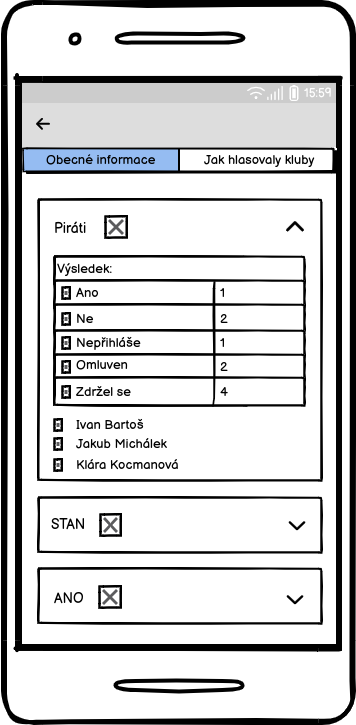 15:59
Obecné informace
Jak hlasovaly kluby
Piráti
Výsledek:
Ano 1
Ne 2
Nepřihláše 1
Omluven 2
Zdržel se 4
Ivan Bartoš
Jakub Michálek
Klára Kocmanová
STAN
ANO